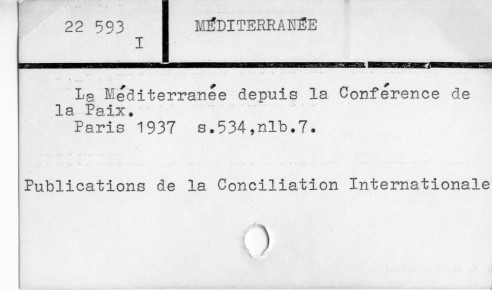 22 593
I
MÉDITERRANÉE
La Méditerranée depuis la Conférence de
la Paix.
Paris 1937 s.534,nlb.7.
Publications de la Conciliation Internationale